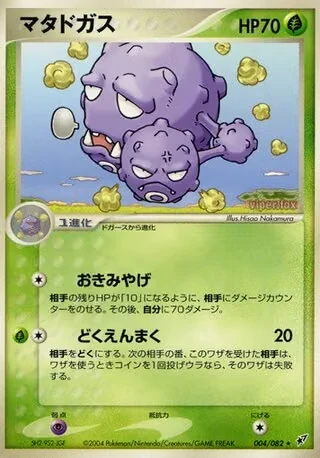 マタドガス HP70
viper.fox
Illus.Hisao Nakamura
1進化 ドガースから進化
おきみやげ
相手の残りHPが「10」になるように、相手にダメージカウンターをのせる。その後、自分に70ダメージ。
どくえんまく 20
相手をどくにする。次の相手の番、このワザを受けた相手は、ワザを使うときコインを1回投げウラなら、そのワザは失敗する。
弱点 抵抗力 にげる
©2004 Pokémon/Nintendo/Creatures/GAME FREAK. 004/082 ★